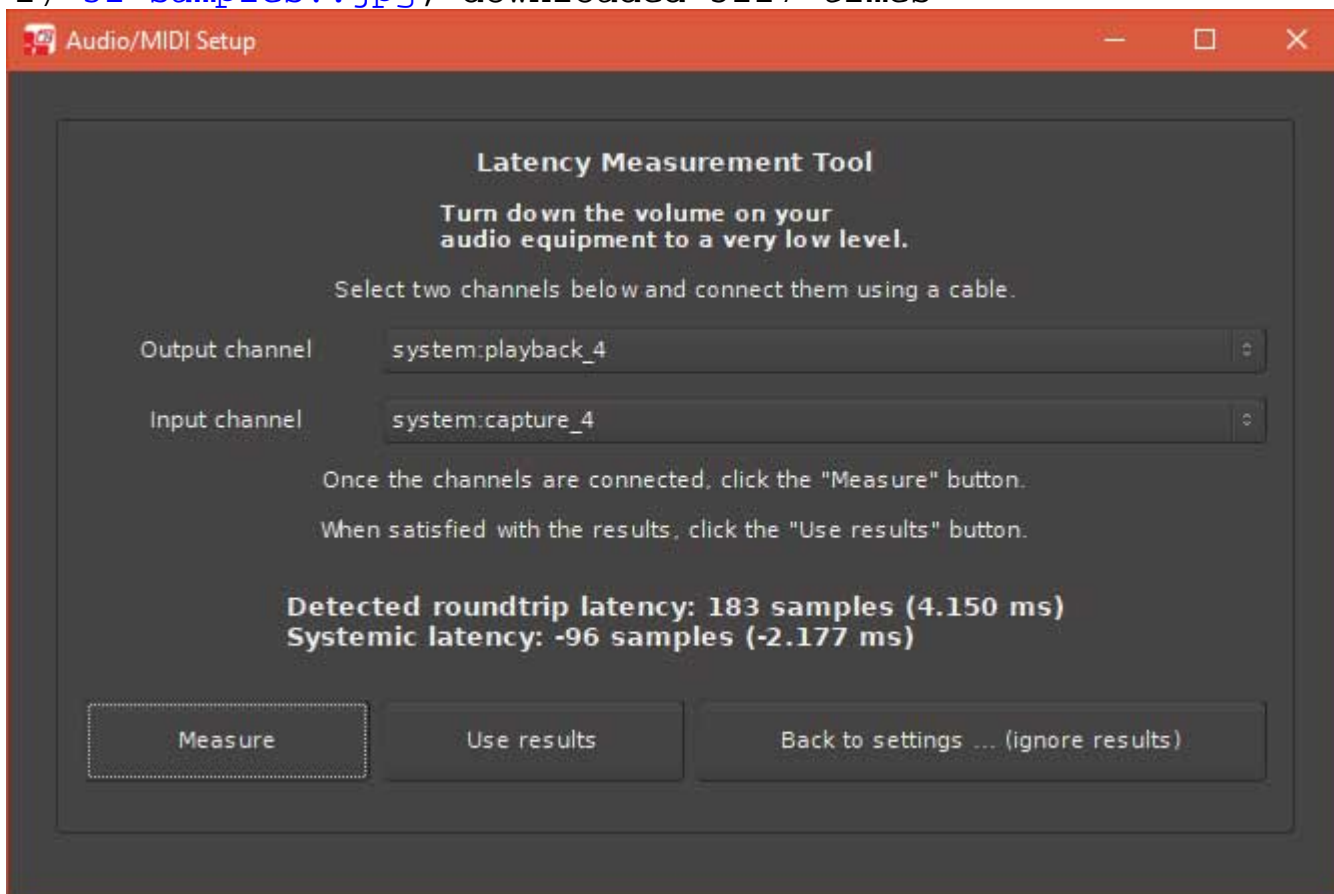 Audio/MIDI Setup
Latency Measurement Tool
Turn down the volume on your
audio equipment to a very low level.
Select two channels below and connect them using a cable.
Output channel system:playback_4
Input channel system:capture_4
Once the channels are connected, click the "Measure" button.
When satisfied with the results, click the "Use results" button.
Detected roundtrip latency: 183 samples (4.150 ms)
Systemic latency: -96 samples (-2.177 ms)
Measure Use results Back to settings ... (ignore results)